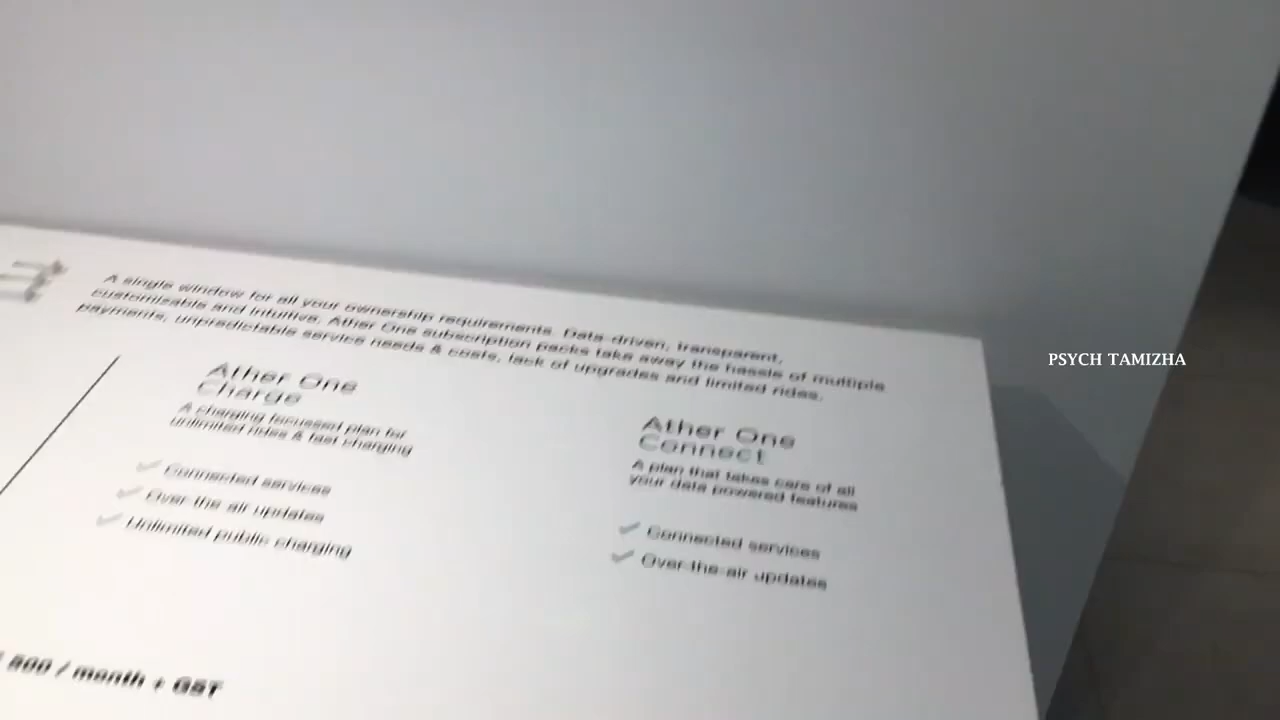 A single window for all your ownership requirements. Data-driven, transparent,
customizable and intuitive, Ather One subscription packs take away the hassle of multiple
payments, unpredictable service needs & costs, lack of upgrades and limited rides.
Ather One
Charge
A charging focussed plan for
unlimited rides & fast charging
Connected services
Over the air updates
Unlimited public charging
Ather One
Connect
A plan that takes care of all
your data powered features
Connected services
Over-the-air updates
/ month + GST
PSYCH TAMIZHA